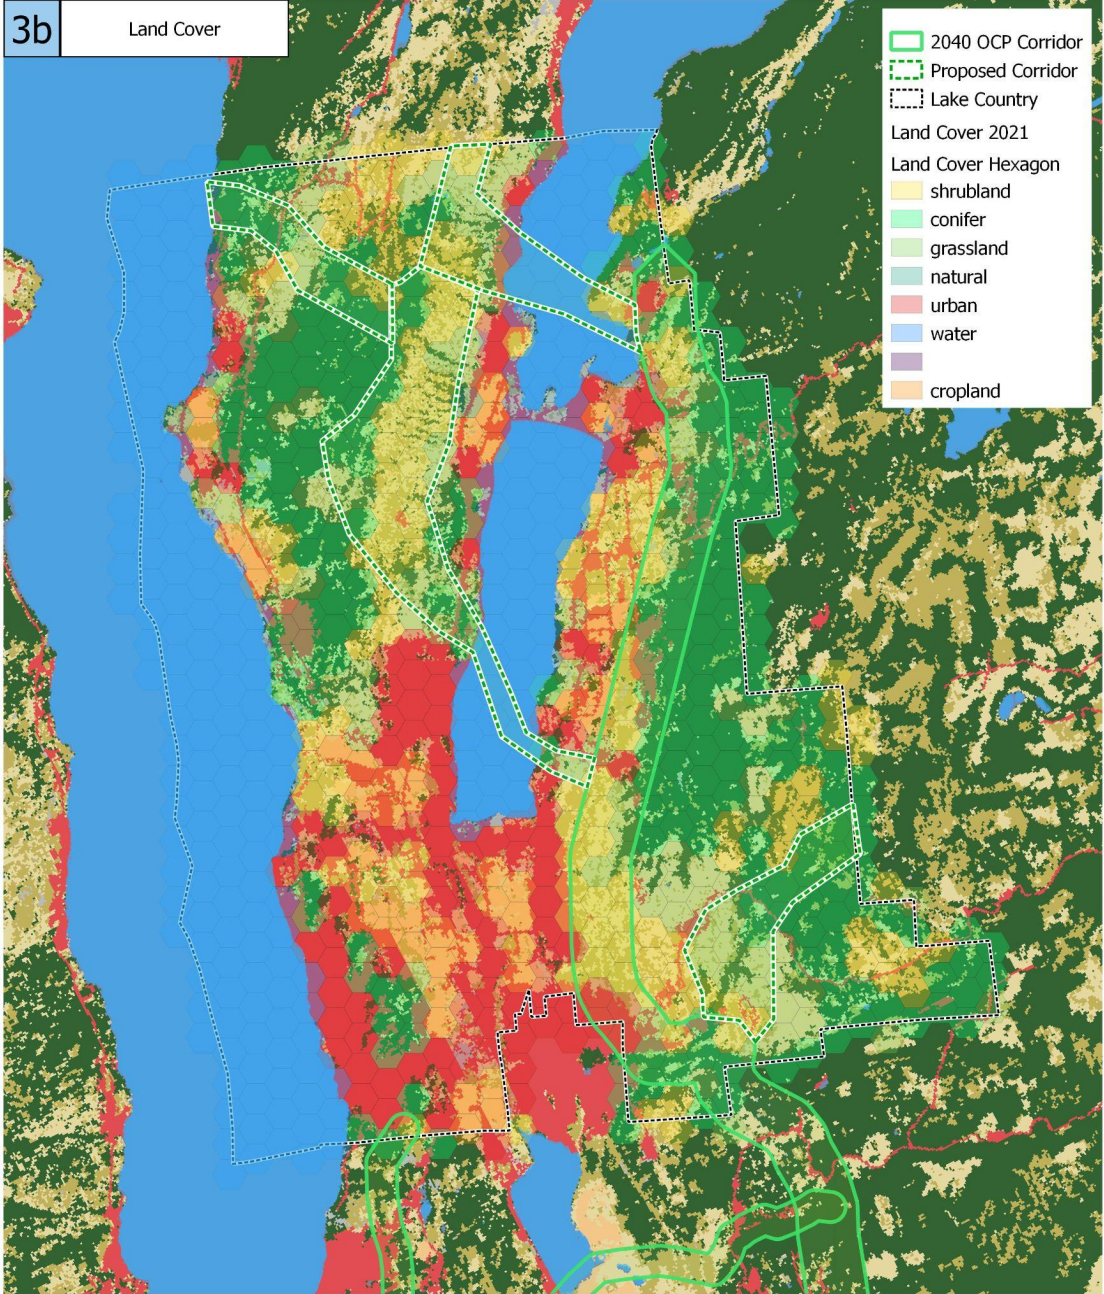 3b
Land Cover
2040 OCP Corridor
Proposed Corridor
Lake Country
Land Cover 2021
Land Cover Hexagon
shrubland
conifer
grassland
natural
urban
water
cropland